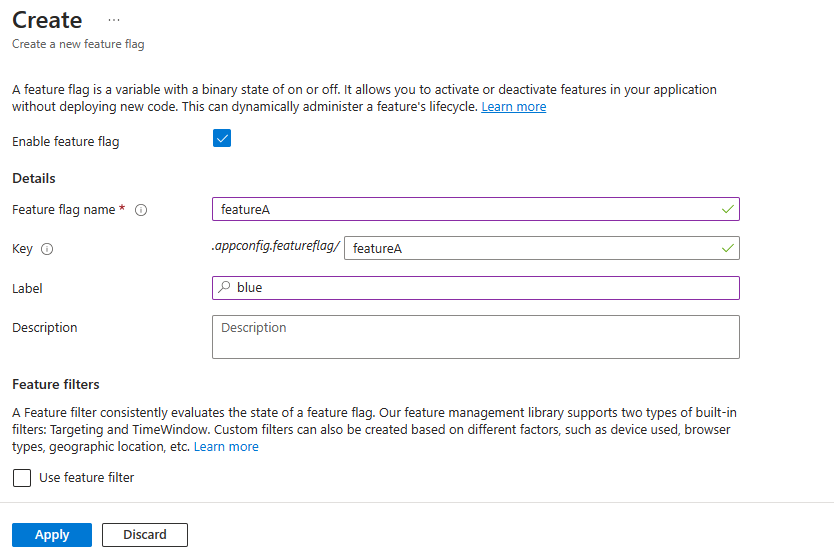 Create ...
Create a new feature flag
A feature flag is a variable with a binary state of on or off. It allows you to activate or deactivate features in your application
without deploying new code. This can dynamically administer a feature's lifecycle. Learn more
Enable feature flag
Details
Feature flag name * featureA
Key .appconfig.featureflag/ featureA
Label blue
Description Description
Feature filters
A Feature filter consistently evaluates the state of a feature flag. Our feature management library supports two types of built-in
filters: Targeting and TimeWindow. Custom filters can also be created based on different factors, such as device used, browser
types, geographic location, etc. Learn more
Use feature filter
Apply Discard